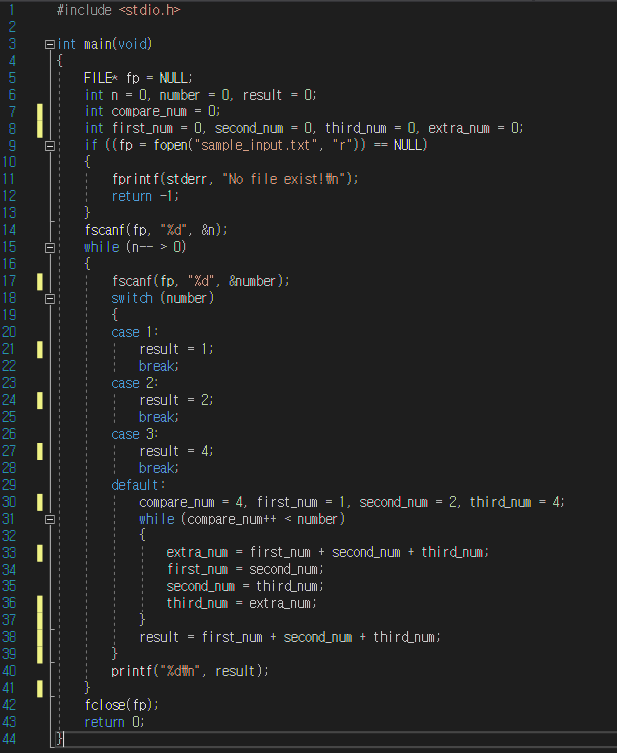 1 #include <stdio.h>
2
3 int main(void)
4 {
5 FILE* fp = NULL;
6 int n = 0, number = 0, result = 0;
7 int compare_num = 0;
8 int first_num = 0, second_num = 0, third_num = 0, extra_num = 0;
9 if ((fp = fopen("sample_input.txt", "r")) == NULL)
10 {
11 fprintf(stderr, "No file exist!₩n");
12 return -1;
13 }
14 fscanf(fp, "%d", &n);
15 while (n-- > 0)
16 {
17 fscanf(fp, "%d", &number);
18 switch (number)
19 {
20 case 1:
21 result = 1;
22 break;
23 case 2:
24 result = 2;
25 break;
26 case 3:
27 result = 4;
28 break;
29 default:
30 compare_num = 4, first_num = 1, second_num = 2, third_num = 4;
31 while (compare_num++ < number)
32 {
33 extra_num = first_num + second_num + third_num;
34 first_num = second_num;
35 second_num = third_num;
36 third_num = extra_num;
37 }
38 result = first_num + second_num + third_num;
39 }
40 printf("%d₩n", result);
41 }
42 fclose(fp);
43 return 0;
44 }